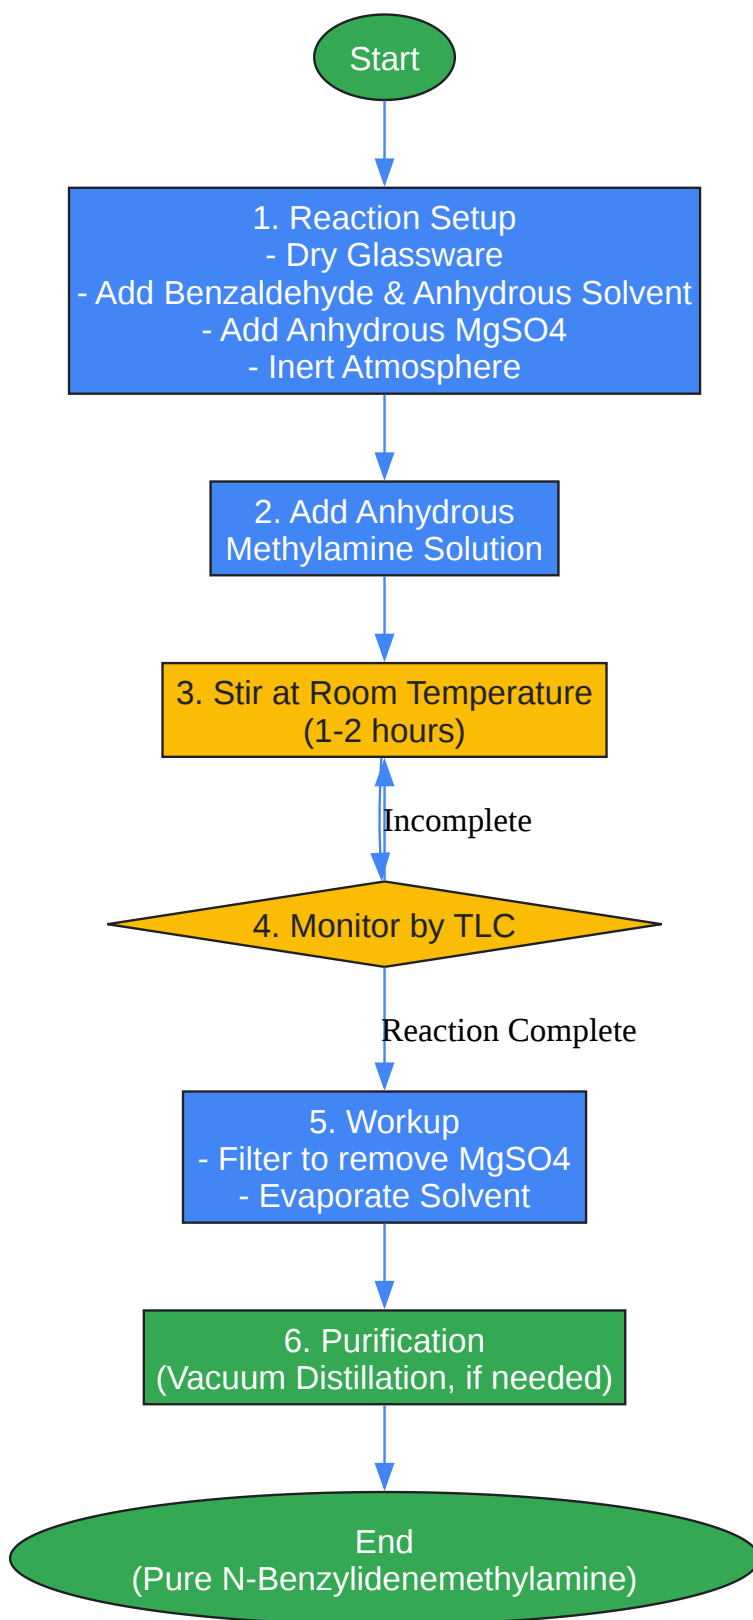 Start
1. Reaction Setup
- Dry Glassware
- Add Benzaldehyde & Anhydrous Solvent
- Add Anhydrous MgSO4
- Inert Atmosphere
2. Add Anhydrous
Methylamine Solution
3. Stir at Room Temperature
(1-2 hours)
Incomplete
4. Monitor by TLC
Reaction Complete
5. Workup
- Filter to remove MgSO4
- Evaporate Solvent
6. Purification
(Vacuum Distillation, if needed)
End
(Pure N-Benzylidenemethylamine)